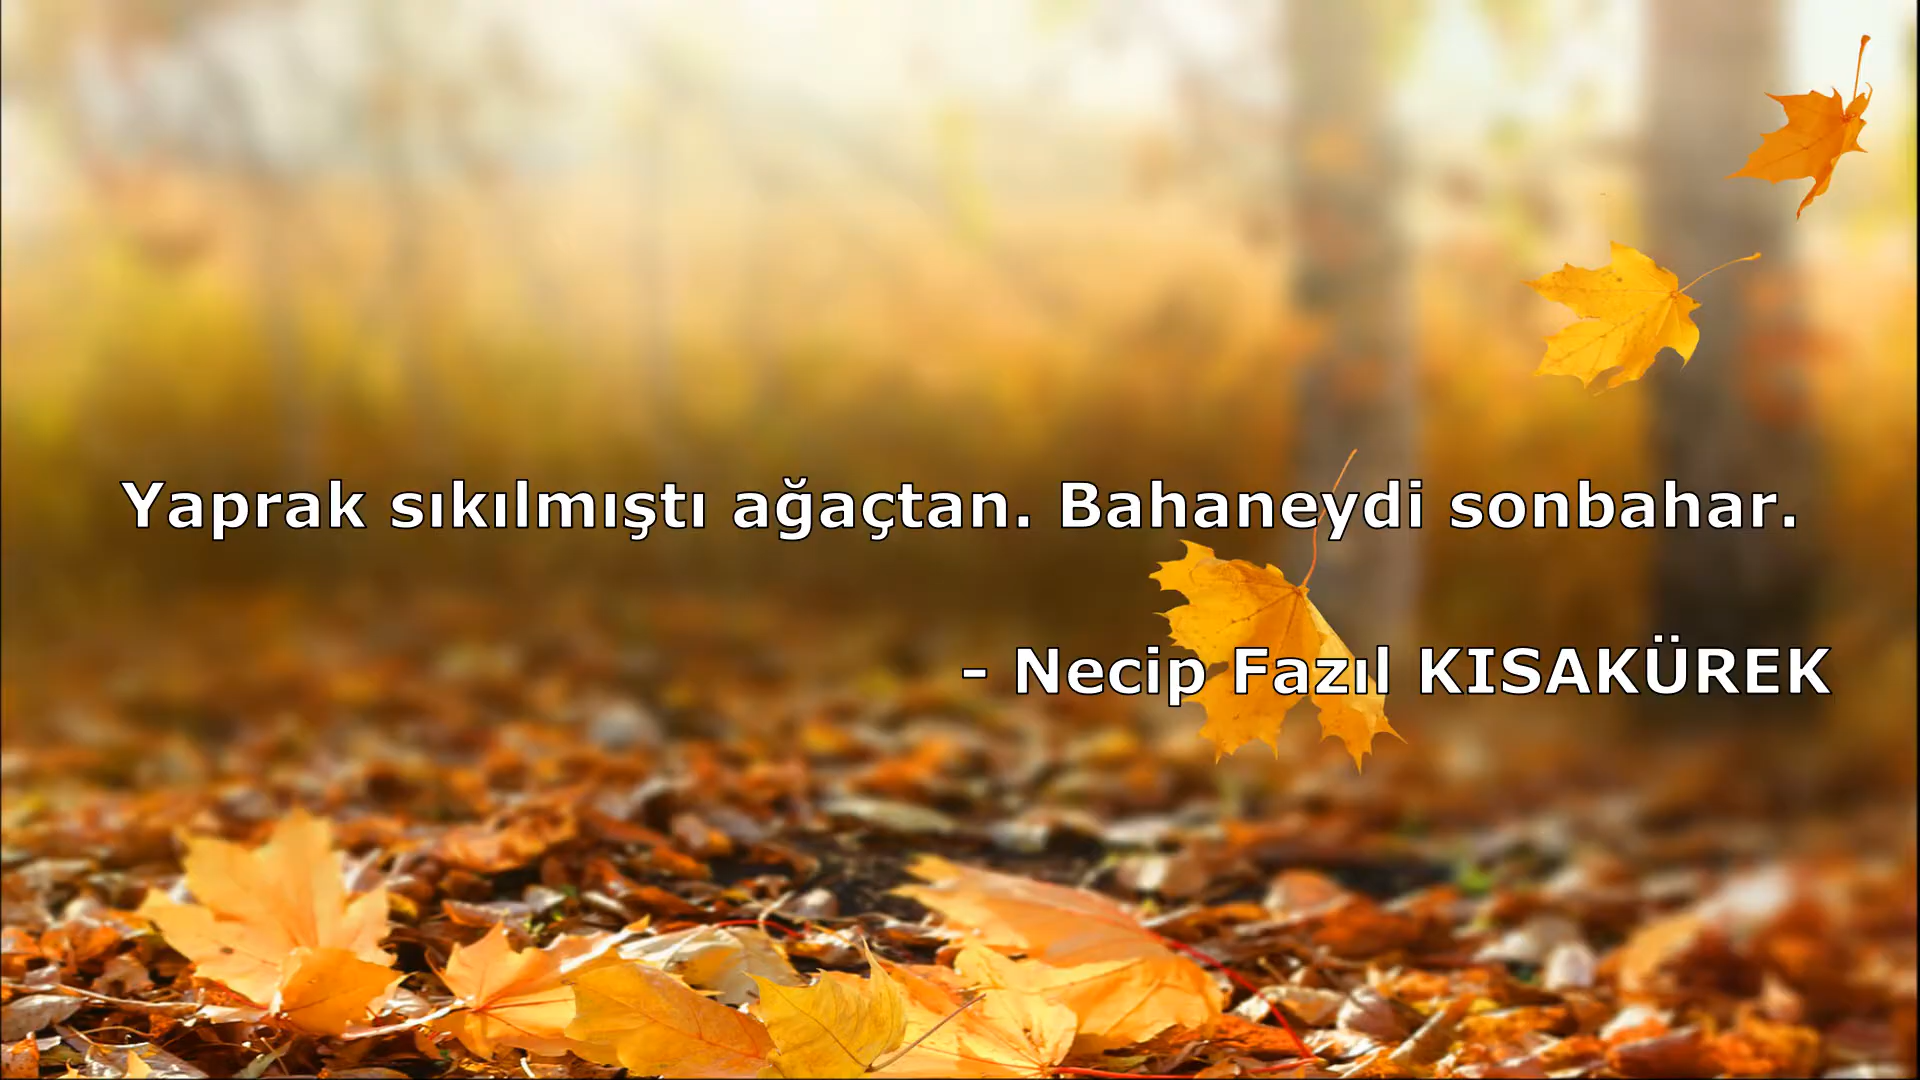 Yaprak sıkılmıştı ağaçtan. Bahaneydi sonbahar.
- Necip Fazıl KISAKÜREK